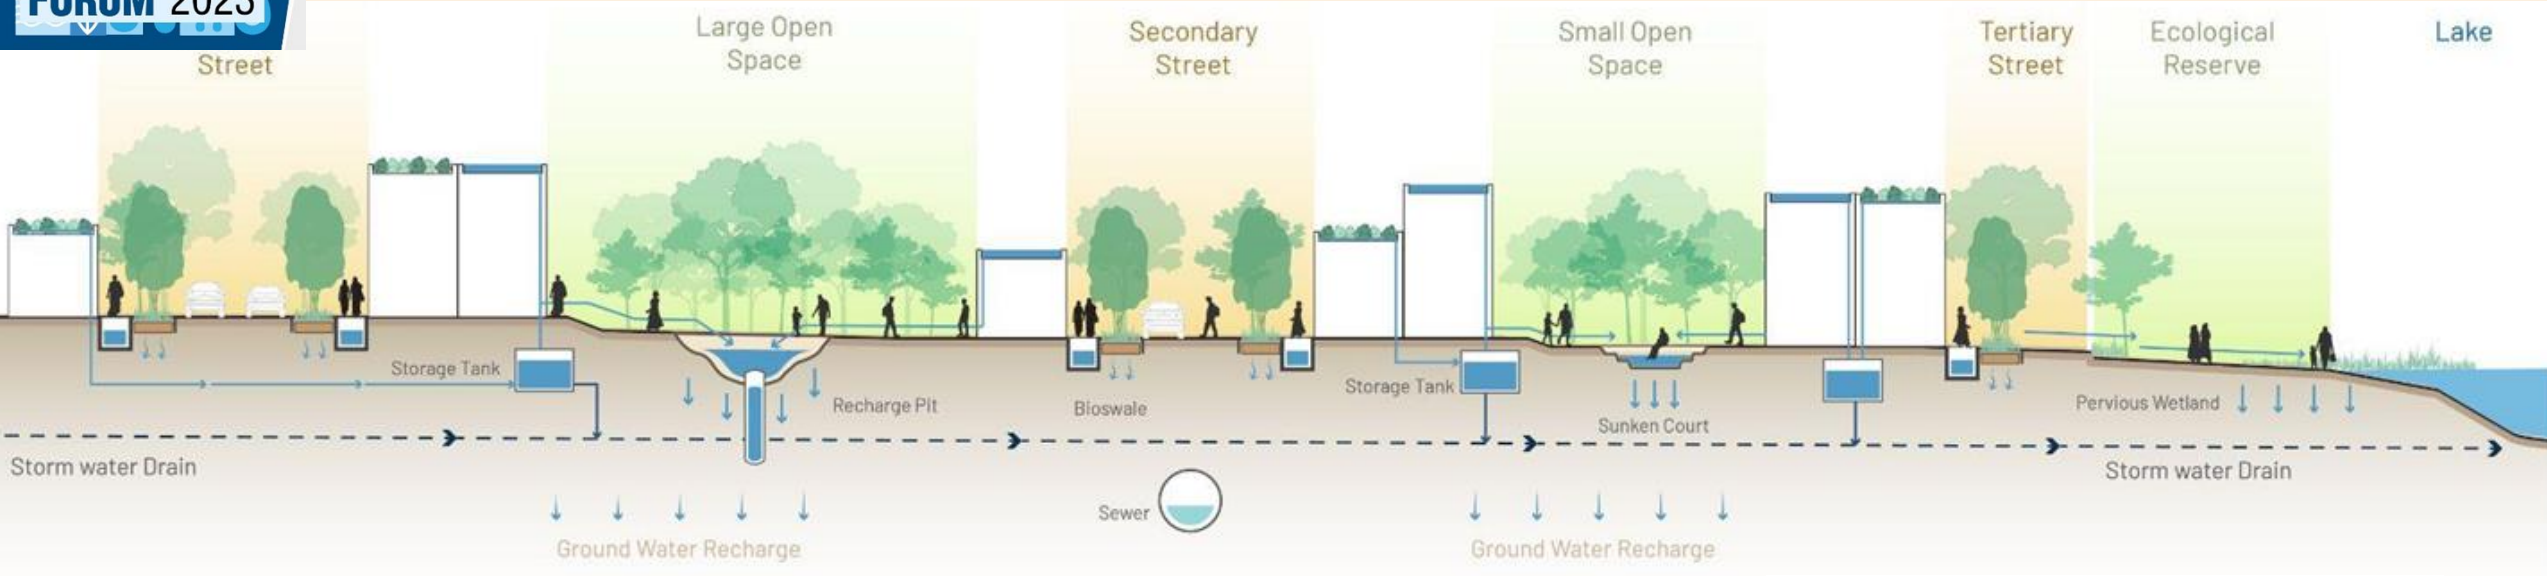 FORUM 2023
Street
Large Open
Space
Secondary
Street
Small Open
Space
Tertiary
Street
Ecological
Reserve
Lake
Storage Tank
Recharge Pit
Bioswale
Storage Tank
Sunken Court
Pervious Wetland
Storm water Drain
Storm water Drain
Sewer
Ground Water Recharge
Ground Water Recharge